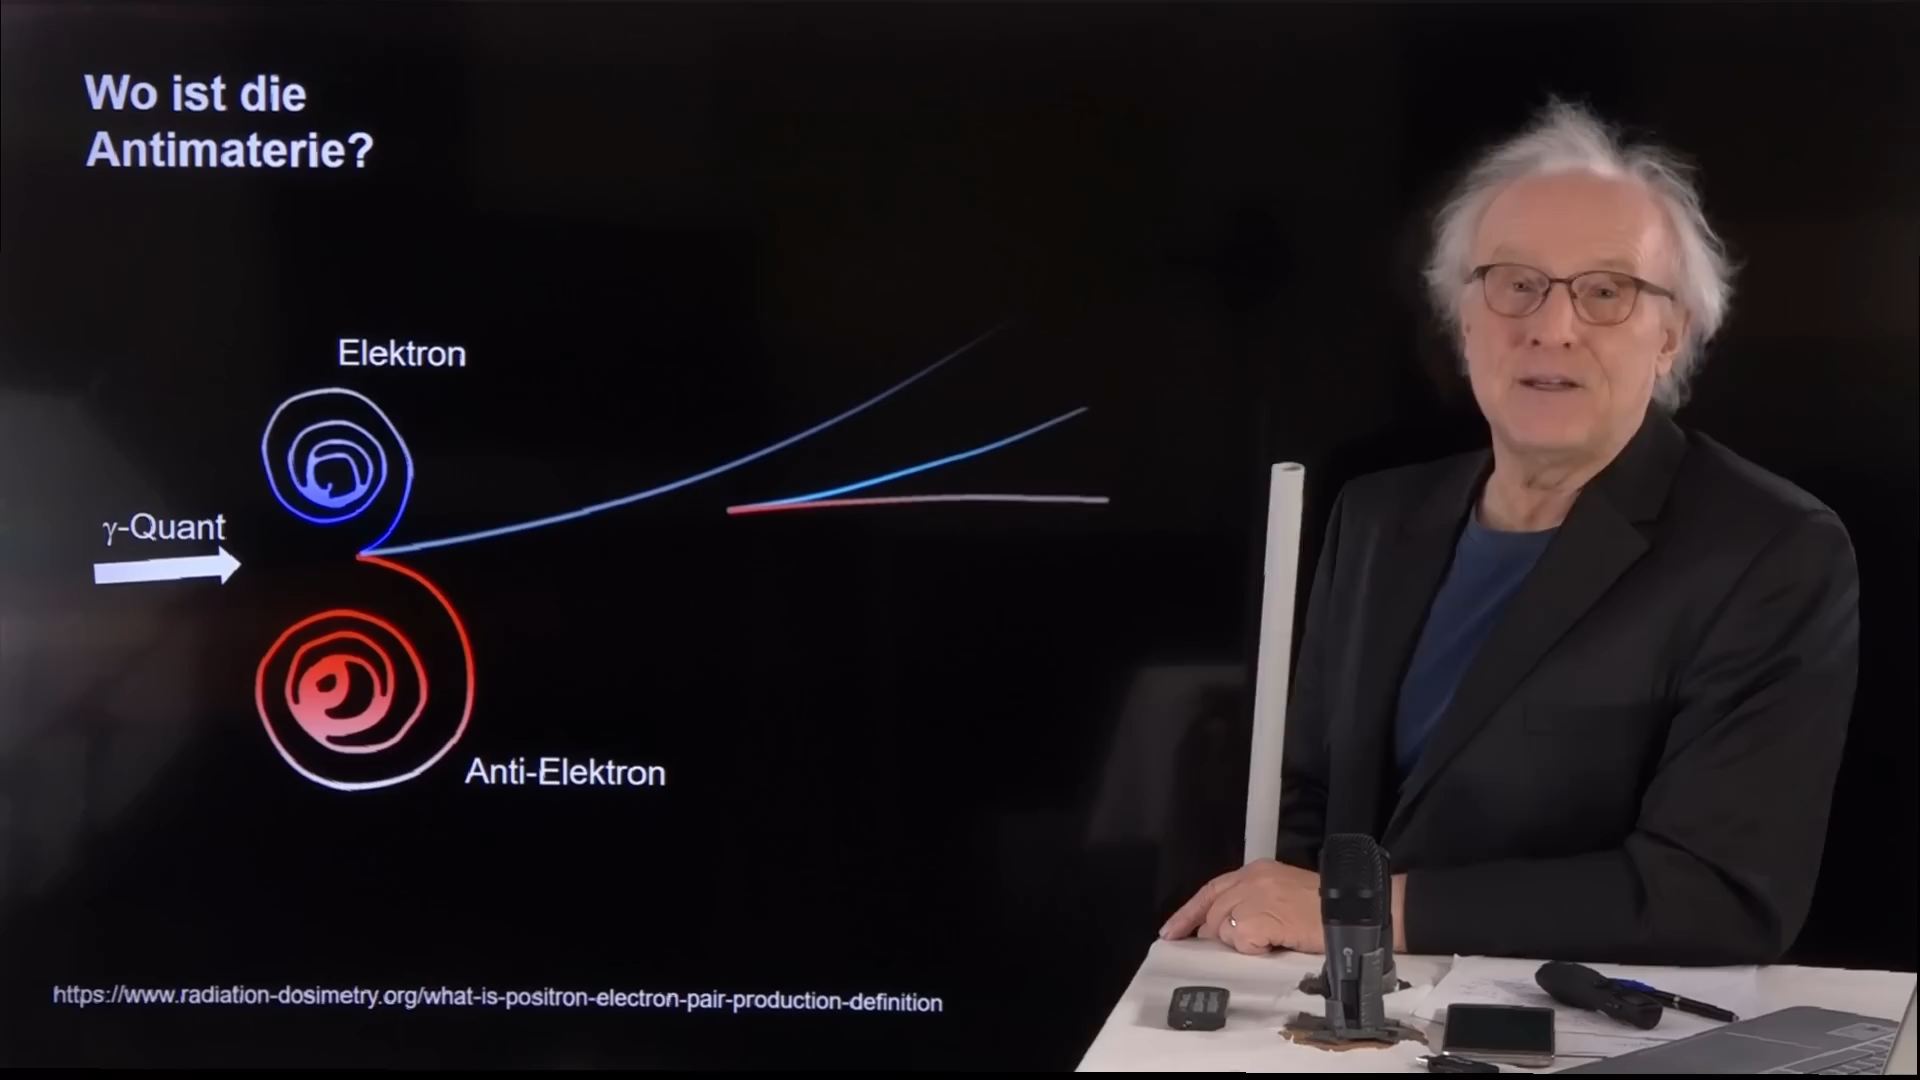 Wo ist die
Antimaterie?
Elektron
γ-Quant
Anti-Elektron
https://www.radiation-dosimetry.org/what-is-positron-electron-pair-production-definition